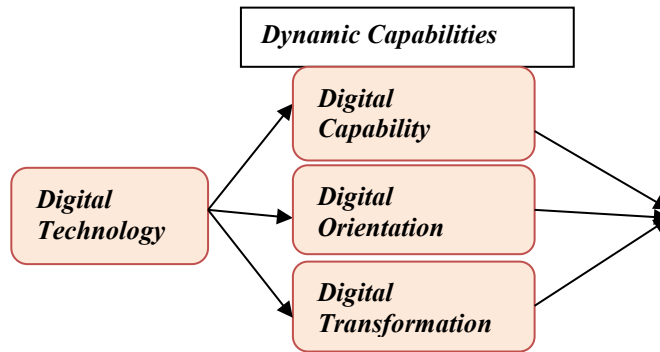 Dynamic Capabilities
Digital
Capability
Digital
Technology
Digital
Orientation
Digital
Transformation